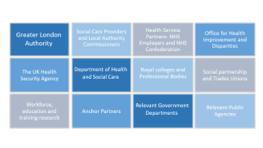 Greater London
Authority
Social Care Providers
and Local Authority
Commissioners
Health Service
Partners- NHS
Employers and NHS
Confederation
Office for Health
Improvement and
Disparities
The UK Health
Security Agency
Department of Health
and Social Care
Royal colleges and
Professional Bodies
Social partnership
and Trades Unions
Workforce,
education and
training research
Anchor Partners
Relevant Government
Departments
Relevant Public
Agencies